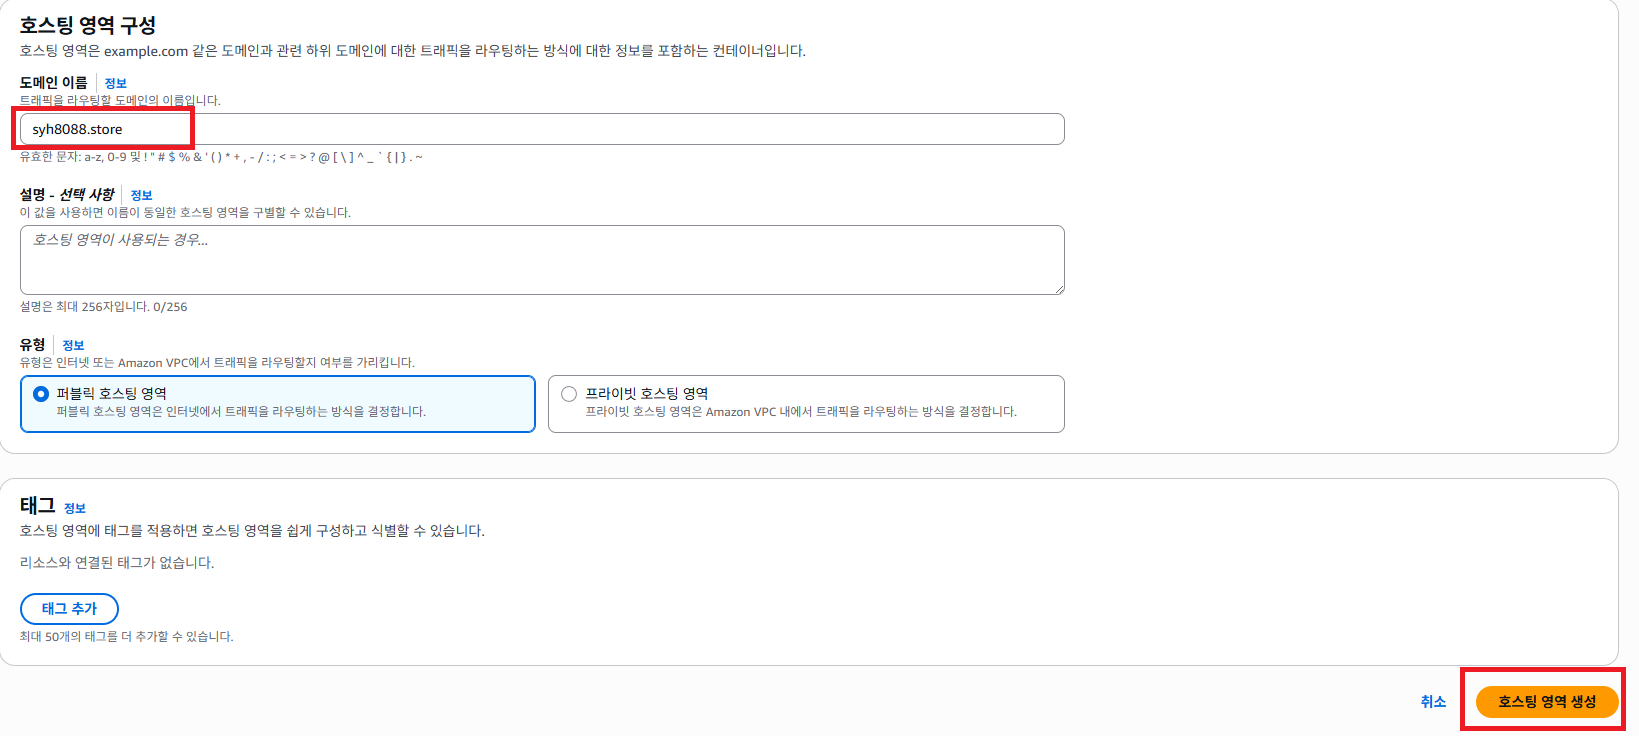 호스팅 영역 구성
호스팅 영역은 example.com 같은 도메인과 관련 하위 도메인에 대한 트래픽을 라우팅하는 방식에 대한 정보를 포함하는 컨테이너입니다.
도메인 이름 정보
트래픽을 라우팅할 도메인의 이름입니다.
syh8088.store
유효한 문자: a-z, 0-9 및 ! " # $ % & ' ( ) * + , - / : ; < = > ? @ [ \ ] ^ _ ` { | } . ~
설명 - 선택 사항 정보
이 값을 사용하면 이름이 동일한 호스팅 영역을 구별할 수 있습니다.
호스팅 영역이 사용되는 경우...
설명은 최대 256자입니다. 0/256
유형 정보
유형은 인터넷 또는 Amazon VPC에서 트래픽을 라우팅할지 여부를 가리킵니다.
퍼블릭 호스팅 영역
퍼블릭 호스팅 영역은 인터넷에서 트래픽을 라우팅하는 방식을 결정합니다.
프라이빗 호스팅 영역
프라이빗 호스팅 영역은 Amazon VPC 내에서 트래픽을 라우팅하는 방식을 결정합니다.
태그 정보
호스팅 영역에 태그를 적용하면 호스팅 영역을 쉽게 구성하고 식별할 수 있습니다.
리소스와 연결된 태그가 없습니다.
태그 추가
최대 50개의 태그를 더 추가할 수 있습니다.
취소
호스팅 영역 생성